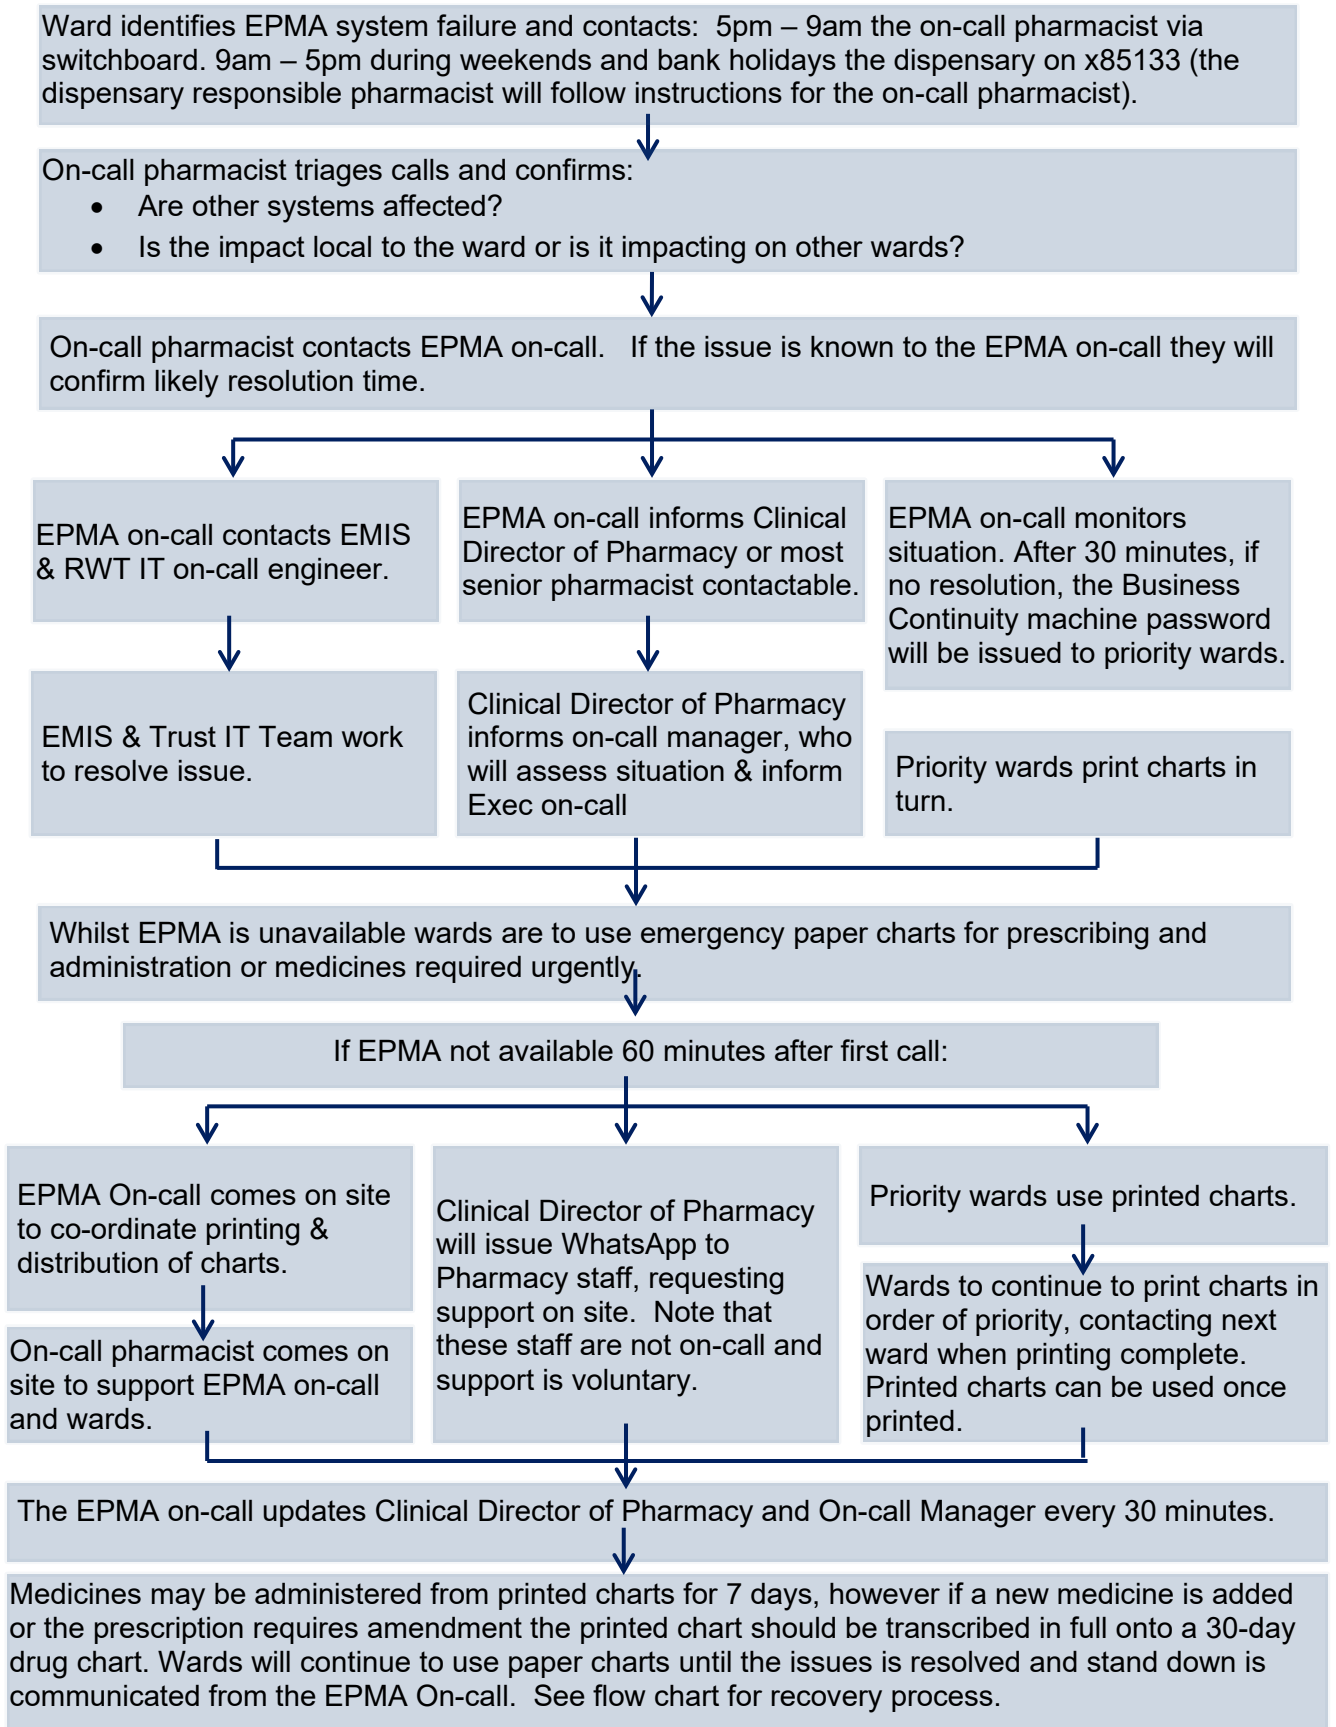 Ward identifies EPMA system failure and contacts:  5pm – 9am the on-call pharmacist via
switchboard. 9am – 5pm during weekends and bank holidays the dispensary on x85133 (the
dispensary responsible pharmacist will follow instructions for the on-call pharmacist).
On-call pharmacist triages calls and confirms:
• Are other systems affected?
• Is the impact local to the ward or is it impacting on other wards?
On-call pharmacist contacts EPMA on-call.   If the issue is known to the EPMA on-call they will
confirm likely resolution time.
EPMA on-call contacts EMIS
& RWT IT on-call engineer.
EPMA on-call informs Clinical
Director of Pharmacy or most
senior pharmacist contactable.
EPMA on-call monitors
situation. After 30 minutes, if
no resolution, the Business
Continuity machine password
will be issued to priority wards.
EMIS & Trust IT Team work
to resolve issue.
Clinical Director of Pharmacy
informs on-call manager, who
will assess situation & inform
Exec on-call
Priority wards print charts in
turn.
Whilst EPMA is unavailable wards are to use emergency paper charts for prescribing and
administration or medicines required urgently.
If EPMA not available 60 minutes after first call:
EPMA On-call comes on site
to co-ordinate printing &
distribution of charts.
On-call pharmacist comes on
site to support EPMA on-call
and wards.
Clinical Director of Pharmacy
will issue WhatsApp to
Pharmacy staff, requesting
support on site.  Note that
these staff are not on-call and
support is voluntary.
Priority wards use printed charts.
Wards to continue to print charts in
order of priority, contacting next
ward when printing complete.
Printed charts can be used once
printed.
The EPMA on-call updates Clinical Director of Pharmacy and On-call Manager every 30 minutes.
Medicines may be administered from printed charts for 7 days, however if a new medicine is added
or the prescription requires amendment the printed chart should be transcribed in full onto a 30-day
drug chart. Wards will continue to use paper charts until the issues is resolved and stand down is
communicated from the EPMA On-call.  See flow chart for recovery process.